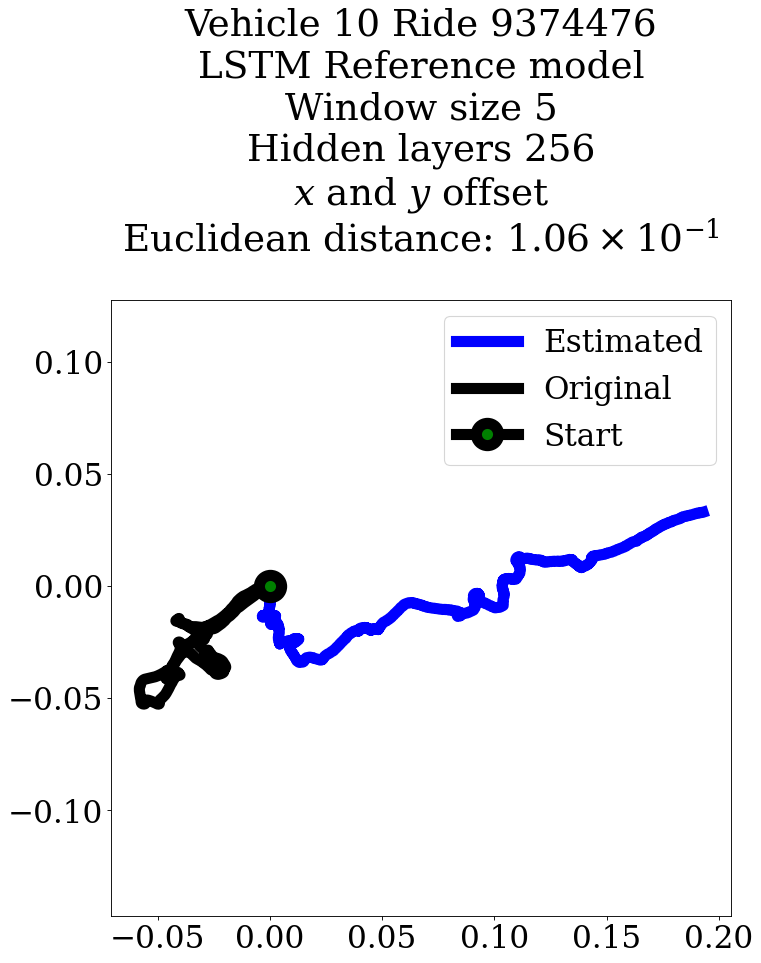 Vehicle 10 Ride 9374476
LSTM Reference model
Window size 5
Hidden layers 256
x and y offset
Euclidean distance: 1.06 × 10⁻¹
Estimated
Original
Start
0.10
0.05
0.00
−0.05
−0.10
−0.05 0.00 0.05 0.10 0.15 0.20